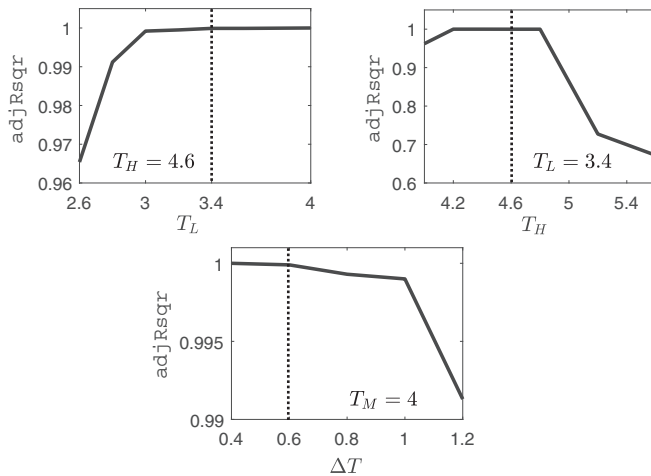 1
0.99
0.98
0.97
0.96
adjRsqr
T_H = 4.6
2.6 3 3.4 4
T_L
1
0.9
0.8
0.7
0.6
adjRsqr
T_L = 3.4
4.2 4.6 5 5.4
T_H
1
0.995
0.99
adjRsqr
T_M = 4
0.4 0.6 0.8 1 1.2
ΔT